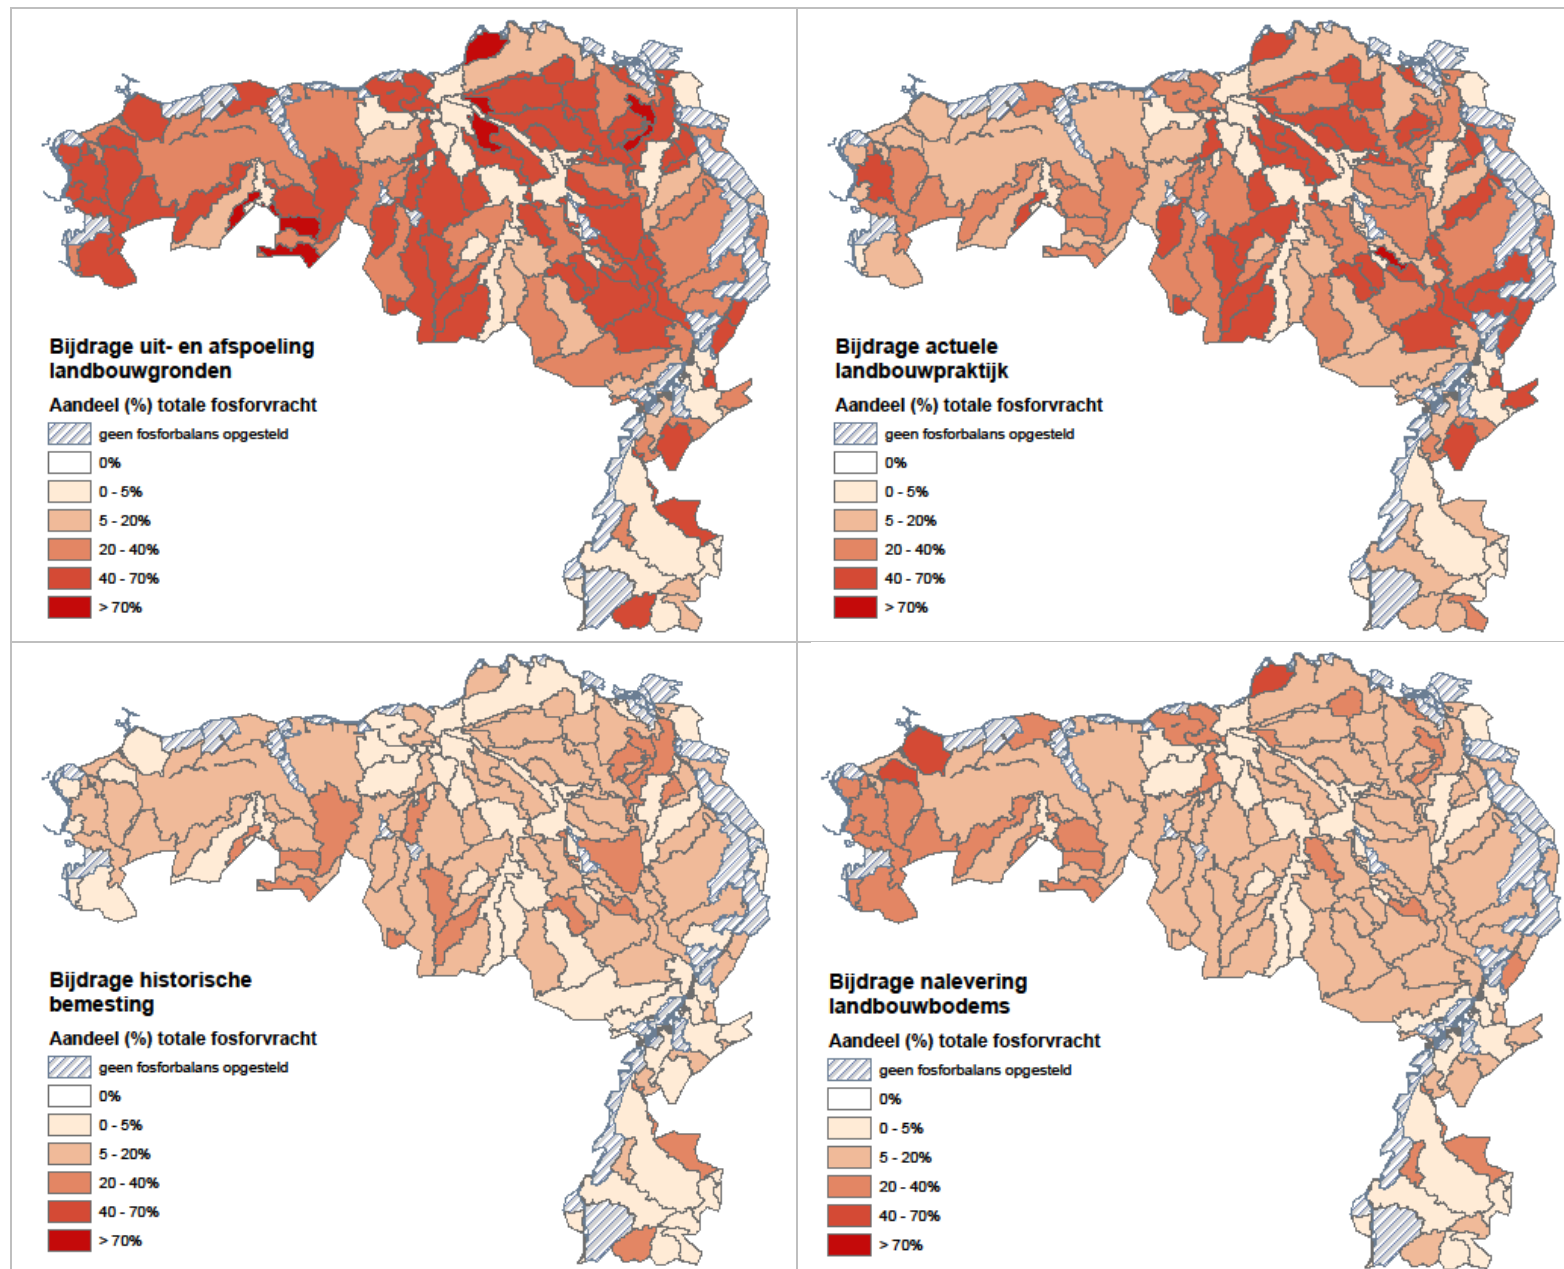 Bijdrage uit- en afspoeling
landbouwgronden
Aandeel (%) totale fosforvracht
geen fosforbalans opgesteld
0%
0 - 5%
5 - 20%
20 - 40%
40 - 70%
> 70%
Bijdrage actuele
landbouwpraktijk
Aandeel (%) totale fosforvracht
geen fosforbalans opgesteld
0%
0 - 5%
5 - 20%
20 - 40%
40 - 70%
> 70%
Bijdrage historische
bemesting
Aandeel (%) totale fosforvracht
geen fosforbalans opgesteld
0%
0 - 5%
5 - 20%
20 - 40%
40 - 70%
> 70%
Bijdrage nalevering
landbouwbodems
Aandeel (%) totale fosforvracht
geen fosforbalans opgesteld
0%
0 - 5%
5 - 20%
20 - 40%
40 - 70%
> 70%